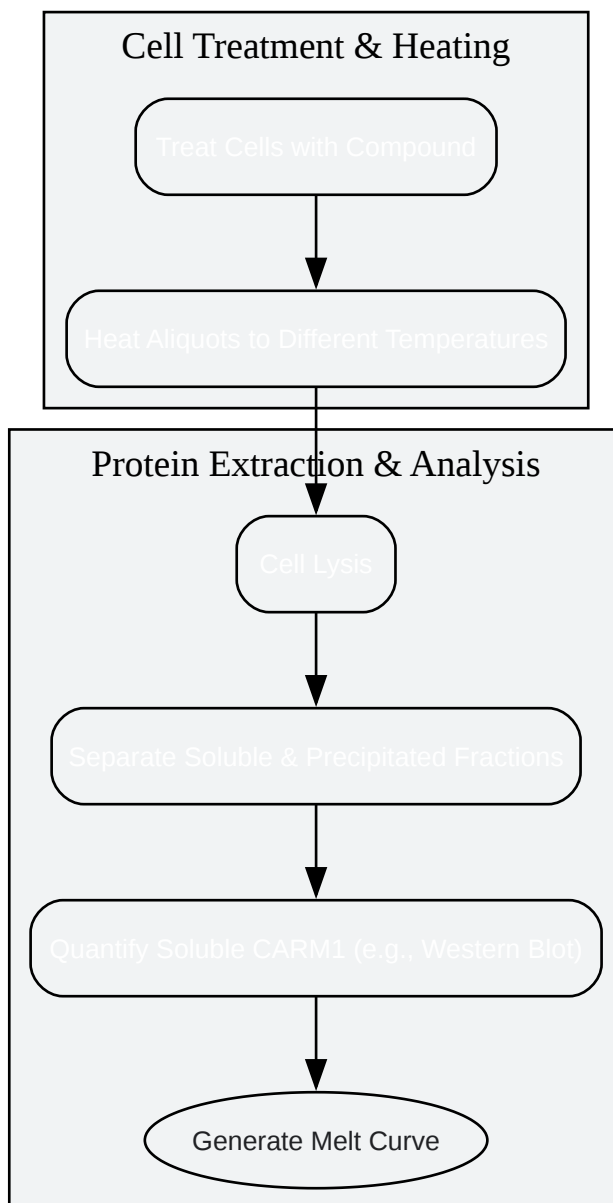 Cell Treatment & Heating
Treat Cells with Compound
Heat Aliquots to Different Temperatures
Protein Extraction & Analysis
Cell Lysis
Separate Soluble & Precipitated Fractions
Quantify Soluble CARM1 (e.g., Western Blot)
Generate Melt Curve